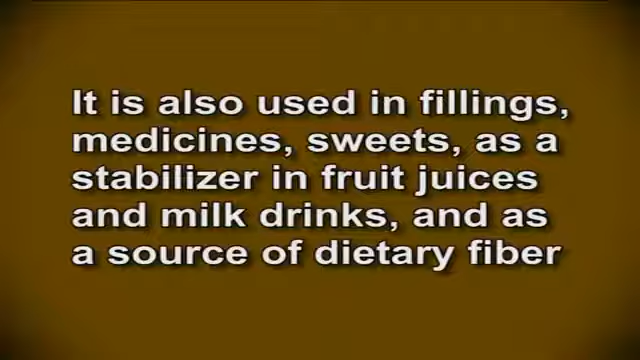 It is also used in fillings,
medicines, sweets, as a
stabilizer in fruit juices
and milk drinks, and as
a source of dietary fiber